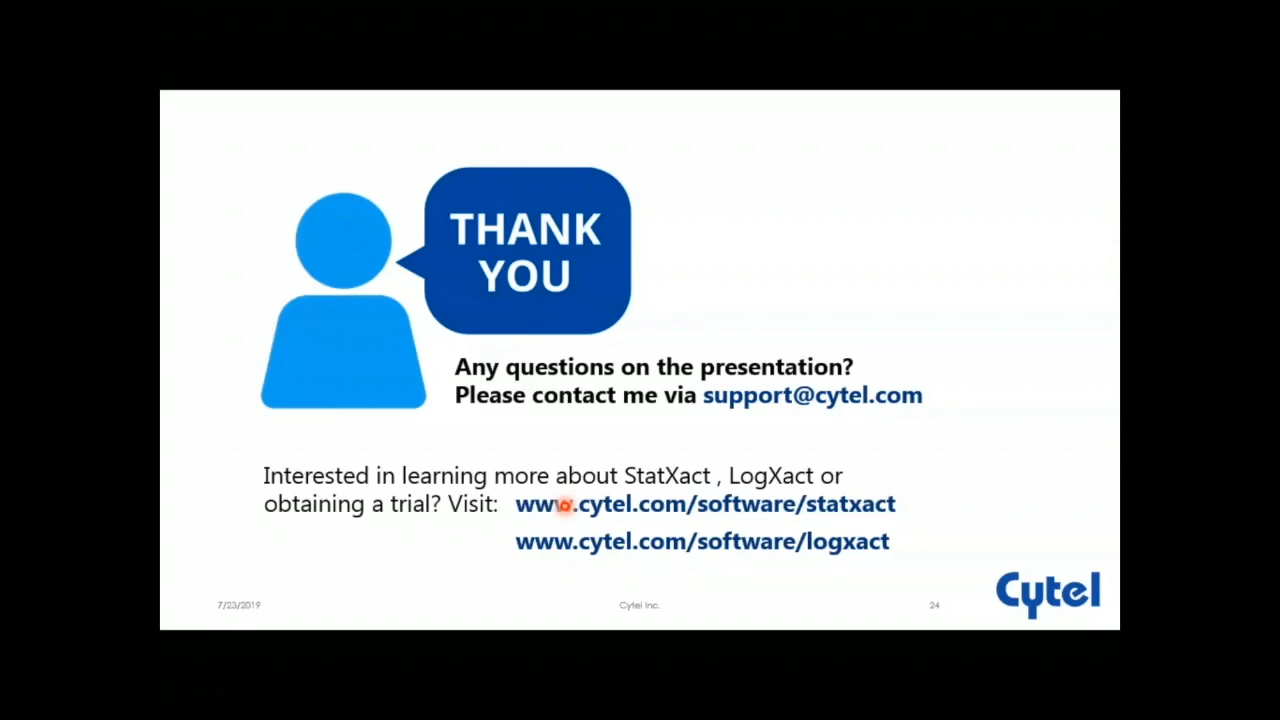 THANK
YOU
Any questions on the presentation?
Please contact me via support@cytel.com
Interested in learning more about StatXact , LogXact or
obtaining a trial? Visit: www.cytel.com/software/statxact
www.cytel.com/software/logxact
7/23/2019
Cytel Inc.
24
Cytel